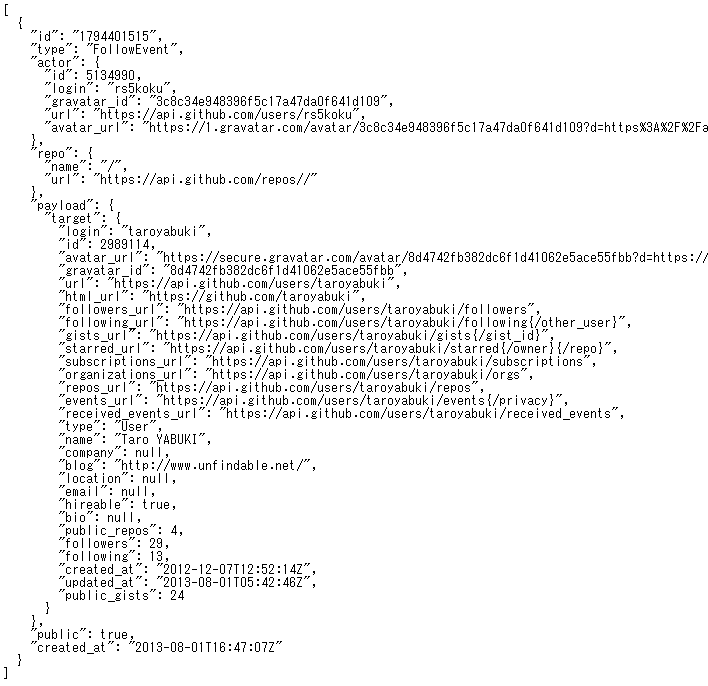 [
  {
    "id": "1794401515",
    "type": "FollowEvent",
    "actor": {
      "id": 5134990,
      "login": "rs5koku",
      "gravatar_id": "3c8c34e948396f5c17a47da0f641d109",
      "url": "https://api.github.com/users/rs5koku",
      "avatar_url": "https://1.gravatar.com/avatar/3c8c34e948396f5c17a47da0f641d109?d=https%3A%2F%2Fa
    },
    "repo": {
      "name": "/",
      "url": "https://api.github.com/repos//"
    },
    "payload": {
      "target": {
        "login": "taroyabuki",
        "id": 2989114,
        "avatar_url": "https://secure.gravatar.com/avatar/8d4742fb382dc6f1d41062e5ace55fbb?d=https://
        "gravatar_id": "8d4742fb382dc6f1d41062e5ace55fbb",
        "url": "https://api.github.com/users/taroyabuki",
        "html_url": "https://github.com/taroyabuki",
        "followers_url": "https://api.github.com/users/taroyabuki/followers",
        "following_url": "https://api.github.com/users/taroyabuki/following{/other_user}",
        "gists_url": "https://api.github.com/users/taroyabuki/gists{/gist_id}",
        "starred_url": "https://api.github.com/users/taroyabuki/starred{/owner}{/repo}",
        "subscriptions_url": "https://api.github.com/users/taroyabuki/subscriptions",
        "organizations_url": "https://api.github.com/users/taroyabuki/orgs",
        "repos_url": "https://api.github.com/users/taroyabuki/repos",
        "events_url": "https://api.github.com/users/taroyabuki/events{/privacy}",
        "received_events_url": "https://api.github.com/users/taroyabuki/received_events",
        "type": "User",
        "name": "Taro YABUKI",
        "company": null,
        "blog": "http://www.unfindable.net/",
        "location": null,
        "email": null,
        "hireable": true,
        "bio": null,
        "public_repos": 4,
        "followers": 29,
        "following": 13,
        "created_at": "2012-12-07T12:52:14Z",
        "updated_at": "2013-08-01T05:42:46Z",
        "public_gists": 24
      }
    },
    "public": true,
    "created_at": "2013-08-01T16:47:07Z"
  }
]